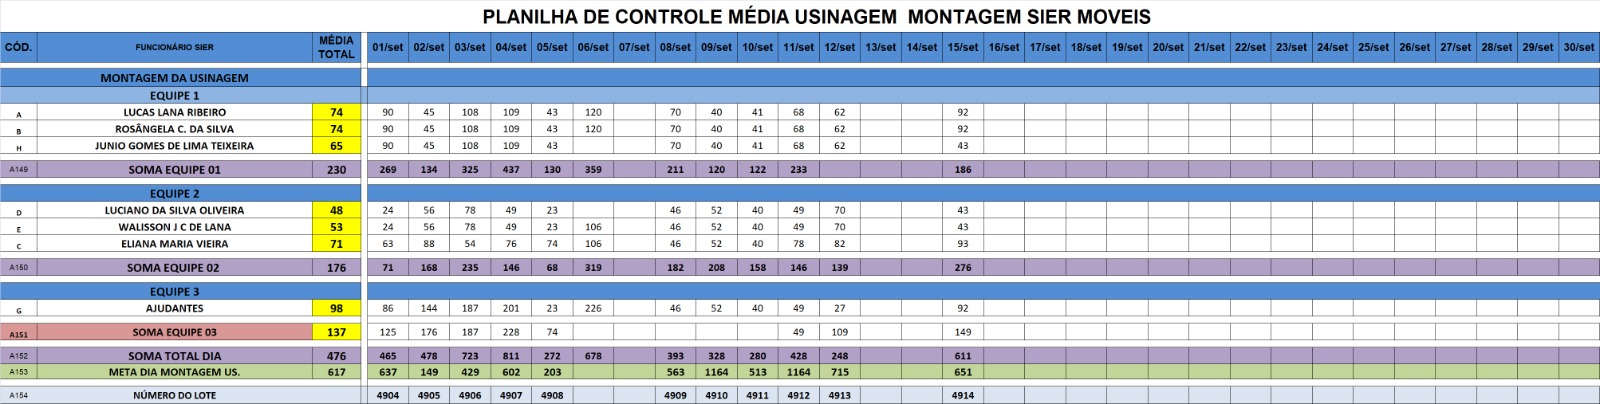 PLANILHA DE CONTROLE MÉDIA USINAGEM MONTAGEM SIER MOVEIS
CÓD. FUNCIONÁRIO SIER MÉDIA TOTAL 01/set 02/set 03/set 04/set 05/set 06/set 07/set 08/set 09/set 10/set 11/set 12/set 13/set 14/set 15/set 16/set 17/set 18/set 19/set 20/set 21/set 22/set 23/set 24/set 25/set 26/set 27/set 28/set 29/set 30/set
MONTAGEM DA USINAGEM
EQUIPE 1
A LUCAS LANA RIBEIRO 74 90 45 108 109 43 120 70 40 41 68 62 92
B ROSÂNGELA C. DA SILVA 74 90 45 108 109 43 120 70 40 41 68 62 92
H JUNIO GOMES DE LIMA TEIXEIRA 65 90 45 108 109 43 70 40 41 68 62 43
A149 SOMA EQUIPE 01 230 269 134 325 437 130 359 211 120 122 233 186
EQUIPE 2
D LUCIANO DA SILVA OLIVEIRA 48 24 56 78 49 23 46 52 40 49 70 43
E WALISSON J C DE LANA 53 24 56 78 49 23 106 46 52 40 49 70 43
C ELIANA MARIA VIEIRA 71 63 88 54 76 74 106 46 52 40 78 82 93
A150 SOMA EQUIPE 02 176 71 168 235 146 68 319 182 208 158 146 139 276
EQUIPE 3
G AJUDANTES 98 86 144 187 201 23 226 46 52 40 49 27 92
A151 SOMA EQUIPE 03 137 125 176 187 228 74 49 109 149
A152 SOMA TOTAL DIA 476 465 478 723 811 272 678 393 328 280 428 248 611
A153 META DIA MONTAGEM US. 617 637 149 429 602 203 563 1164 513 1164 715 651
A154 NÚMERO DO LOTE 4904 4905 4906 4907 4908 4909 4910 4911 4912 4913 4914